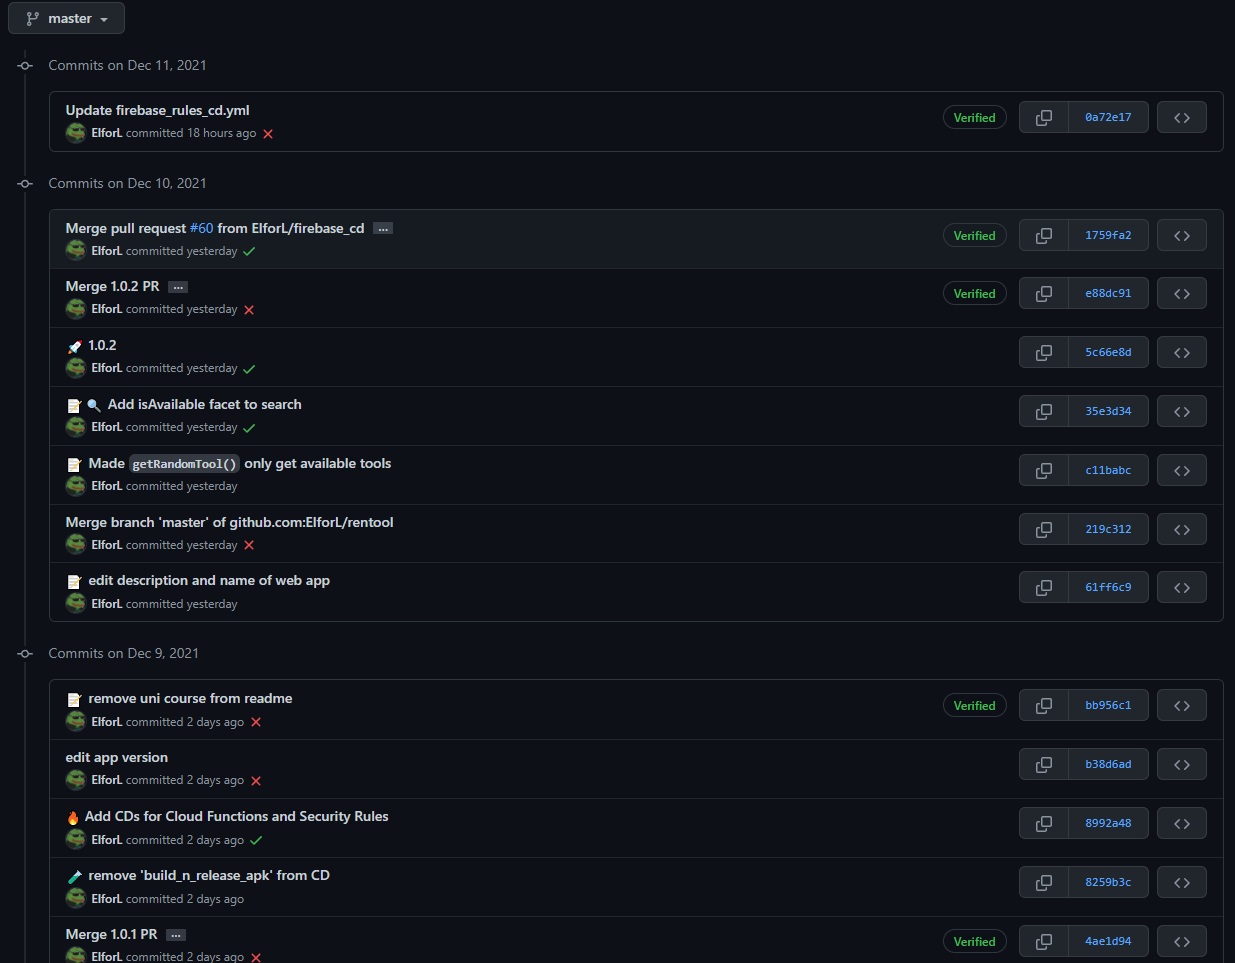 master
Commits on Dec 11, 2021
Update firebase_rules_cd.yml
ElforL committed 18 hours ago
Verified
0a72e17
Commits on Dec 10, 2021
Merge pull request #60 from ElforL/firebase_cd ...
ElforL committed yesterday
Verified
1759fa2
Merge 1.0.2 PR ...
ElforL committed yesterday
Verified
e88dc91
🚀 1.0.2
ElforL committed yesterday
5c66e8d
📝 🔍 Add isAvailable facet to search
ElforL committed yesterday
35e3d34
📝 Made getRandomTool() only get available tools
ElforL committed yesterday
c11babc
Merge branch 'master' of github.com:ElforL/rentool
ElforL committed yesterday
219c312
📝 edit description and name of web app
ElforL committed yesterday
61ff6c9
Commits on Dec 9, 2021
📝 remove uni course from readme
ElforL committed 2 days ago
Verified
bb956c1
edit app version
ElforL committed 2 days ago
b38d6ad
🔥 Add CDs for Cloud Functions and Security Rules
ElforL committed 2 days ago
8992a48
🧪 remove 'build_n_release_apk' from CD
ElforL committed 2 days ago
8259b3c
Merge 1.0.1 PR ...
ElforL committed 2 days ago
Verified
4ae1d94